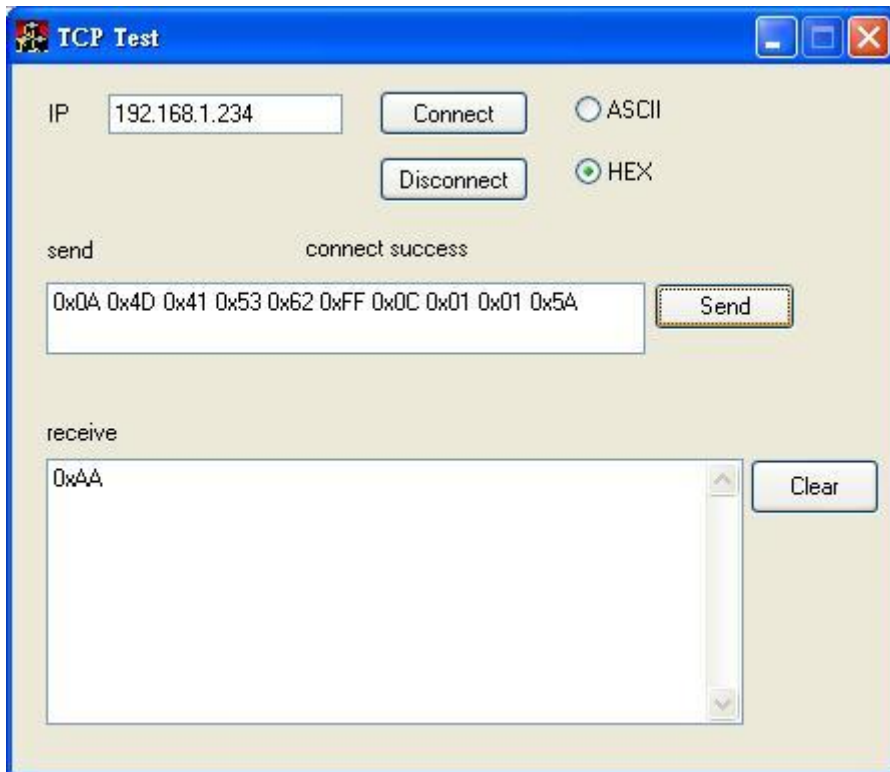 TCP Test
IP 192.168.1.234 Connect ASCII
Disconnect HEX
send connect success
0x0A 0x4D 0x41 0x53 0x62 0xFF 0x0C 0x01 0x01 0x5A Send
receive
0xAA Clear